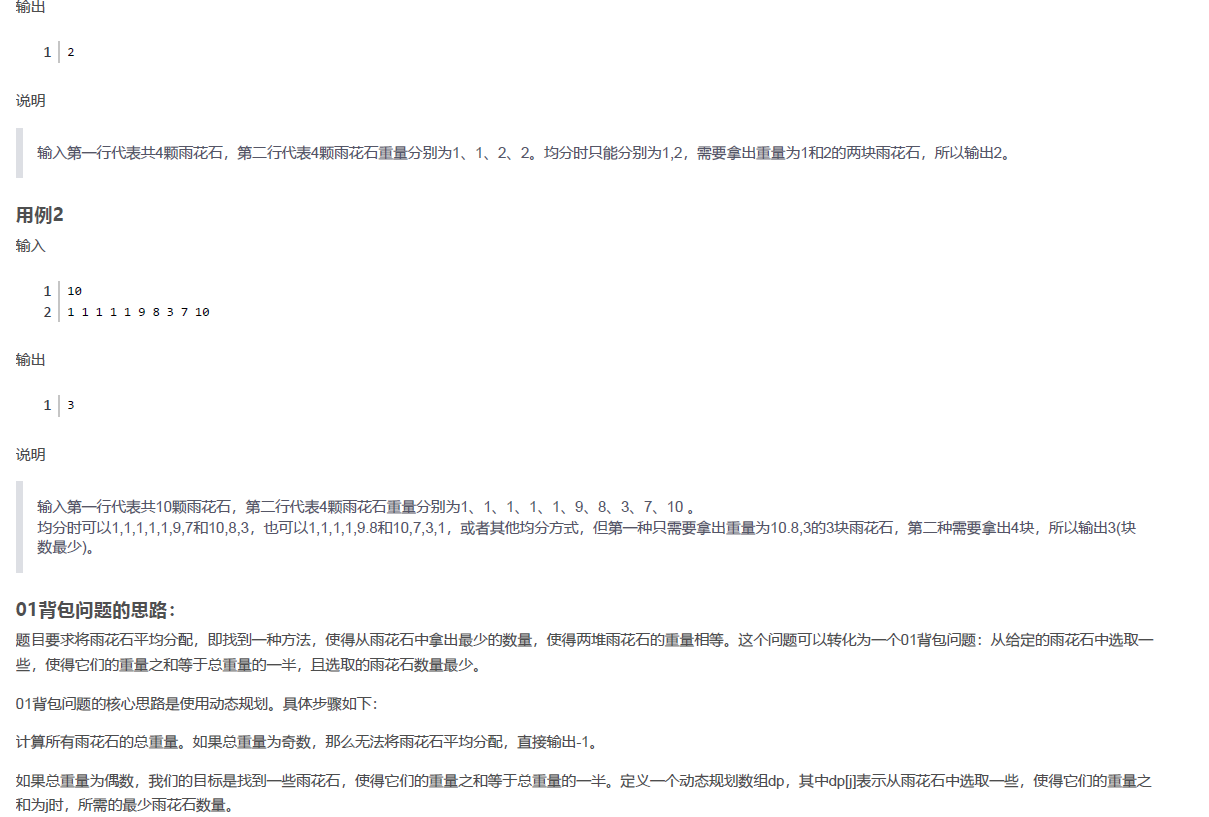 输出
1 2
说明
输入第一行代表共4颗雨花石，第二行代表4颗雨花石重量分别为1、1、2、2。均分时只能分别为1,2，需要拿出重量为1和2的两块雨花石，所以输出2。
用例2
输入
1 10
2 1 1 1 1 1 9 8 3 7 10
输出
1 3
说明
输入第一行代表共10颗雨花石，第二行代表4颗雨花石重量分别为1、1、1、1、1、9、8、3、7、10 。
均分时可以1,1,1,1,1,9,7和10,8,3，也可以1,1,1,1,9.8和10,7,3,1，或者其他均分方式，但第一种只需要拿出重量为10.8,3的3块雨花石，第二种需要拿出4块，所以输出3(块
数最少)。
01背包问题的思路：
题目要求将雨花石平均分配，即找到一种方法，使得从雨花石中拿出最少的数量，使得两堆雨花石的重量相等。这个问题可以转化为一个01背包问题：从给定的雨花石中选取一
些，使得它们的重量之和等于总重量的一半，且选取的雨花石数量最少。
01背包问题的核心思路是使用动态规划。具体步骤如下：
计算所有雨花石的总重量。如果总重量为奇数，那么无法将雨花石平均分配，直接输出-1。
如果总重量为偶数，我们的目标是找到一些雨花石，使得它们的重量之和等于总重量的一半。定义一个动态规划数组dp，其中dp[j]表示从雨花石中选取一些，使得它们的重量之
和为j时，所需的最少雨花石数量。